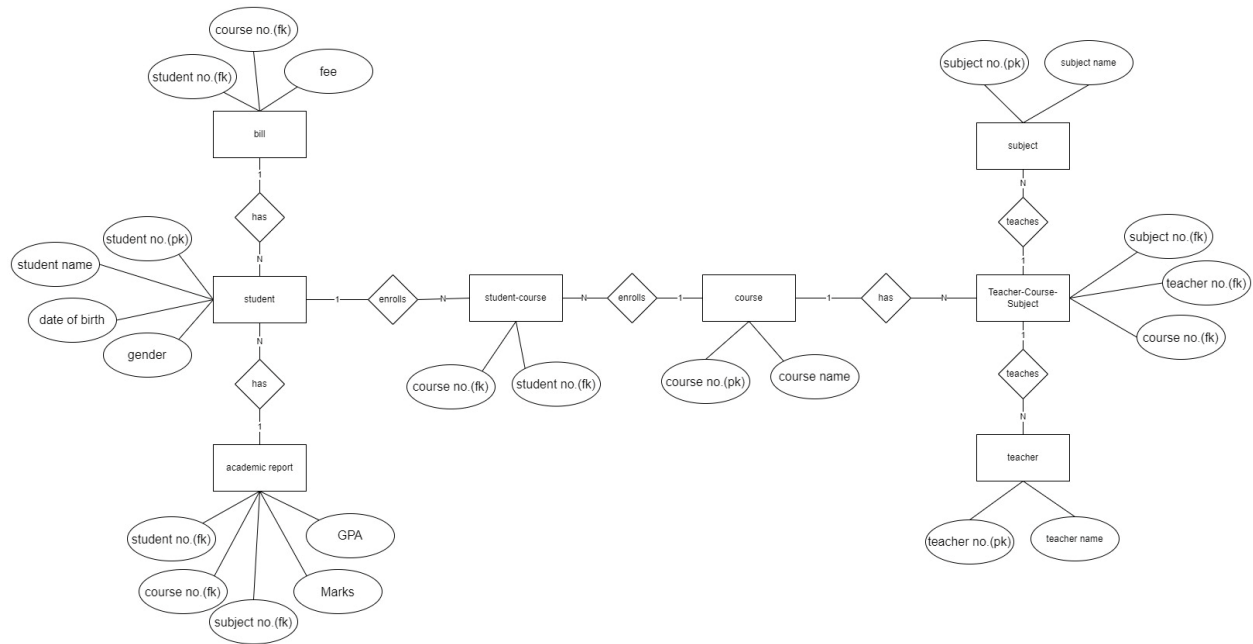 course no.(fk)
student no.(fk)
fee
bill
1
has
N
student no.(pk)
student name
date of birth
gender
student
1
enrolls
N
student-course
N
enrolls
1
course
1
has
N
Teacher-Course-
Subject
course no.(fk)
student no.(fk)
course no.(pk)
course name
subject no.(pk)
subject name
subject
N
teaches
1
subject no.(fk)
teacher no.(fk)
course no.(fk)
1
teaches
N
teacher
teacher no.(pk)
teacher name
N
has
1
academic report
student no.(fk)
course no.(fk)
subject no.(fk)
Marks
GPA